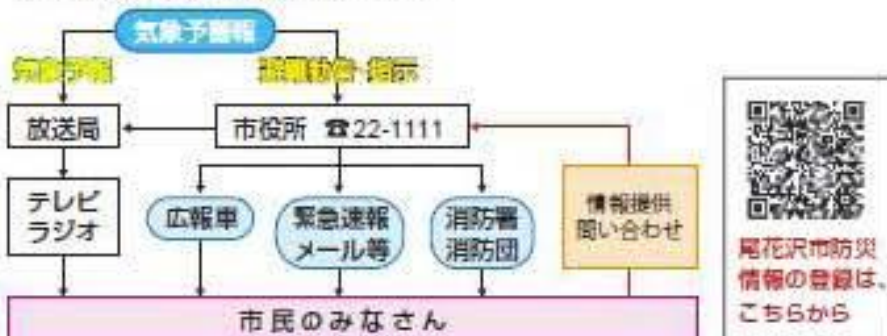 気象予警報
気象予報
避難勧告・指示
放送局
市役所 ☎22-1111
テレビ
ラジオ
広報車
緊急速報
メール等
消防署
消防団
情報提供
問い合わせ
市民のみなさん
尾花沢市防災
情報の登録は、
こちらから